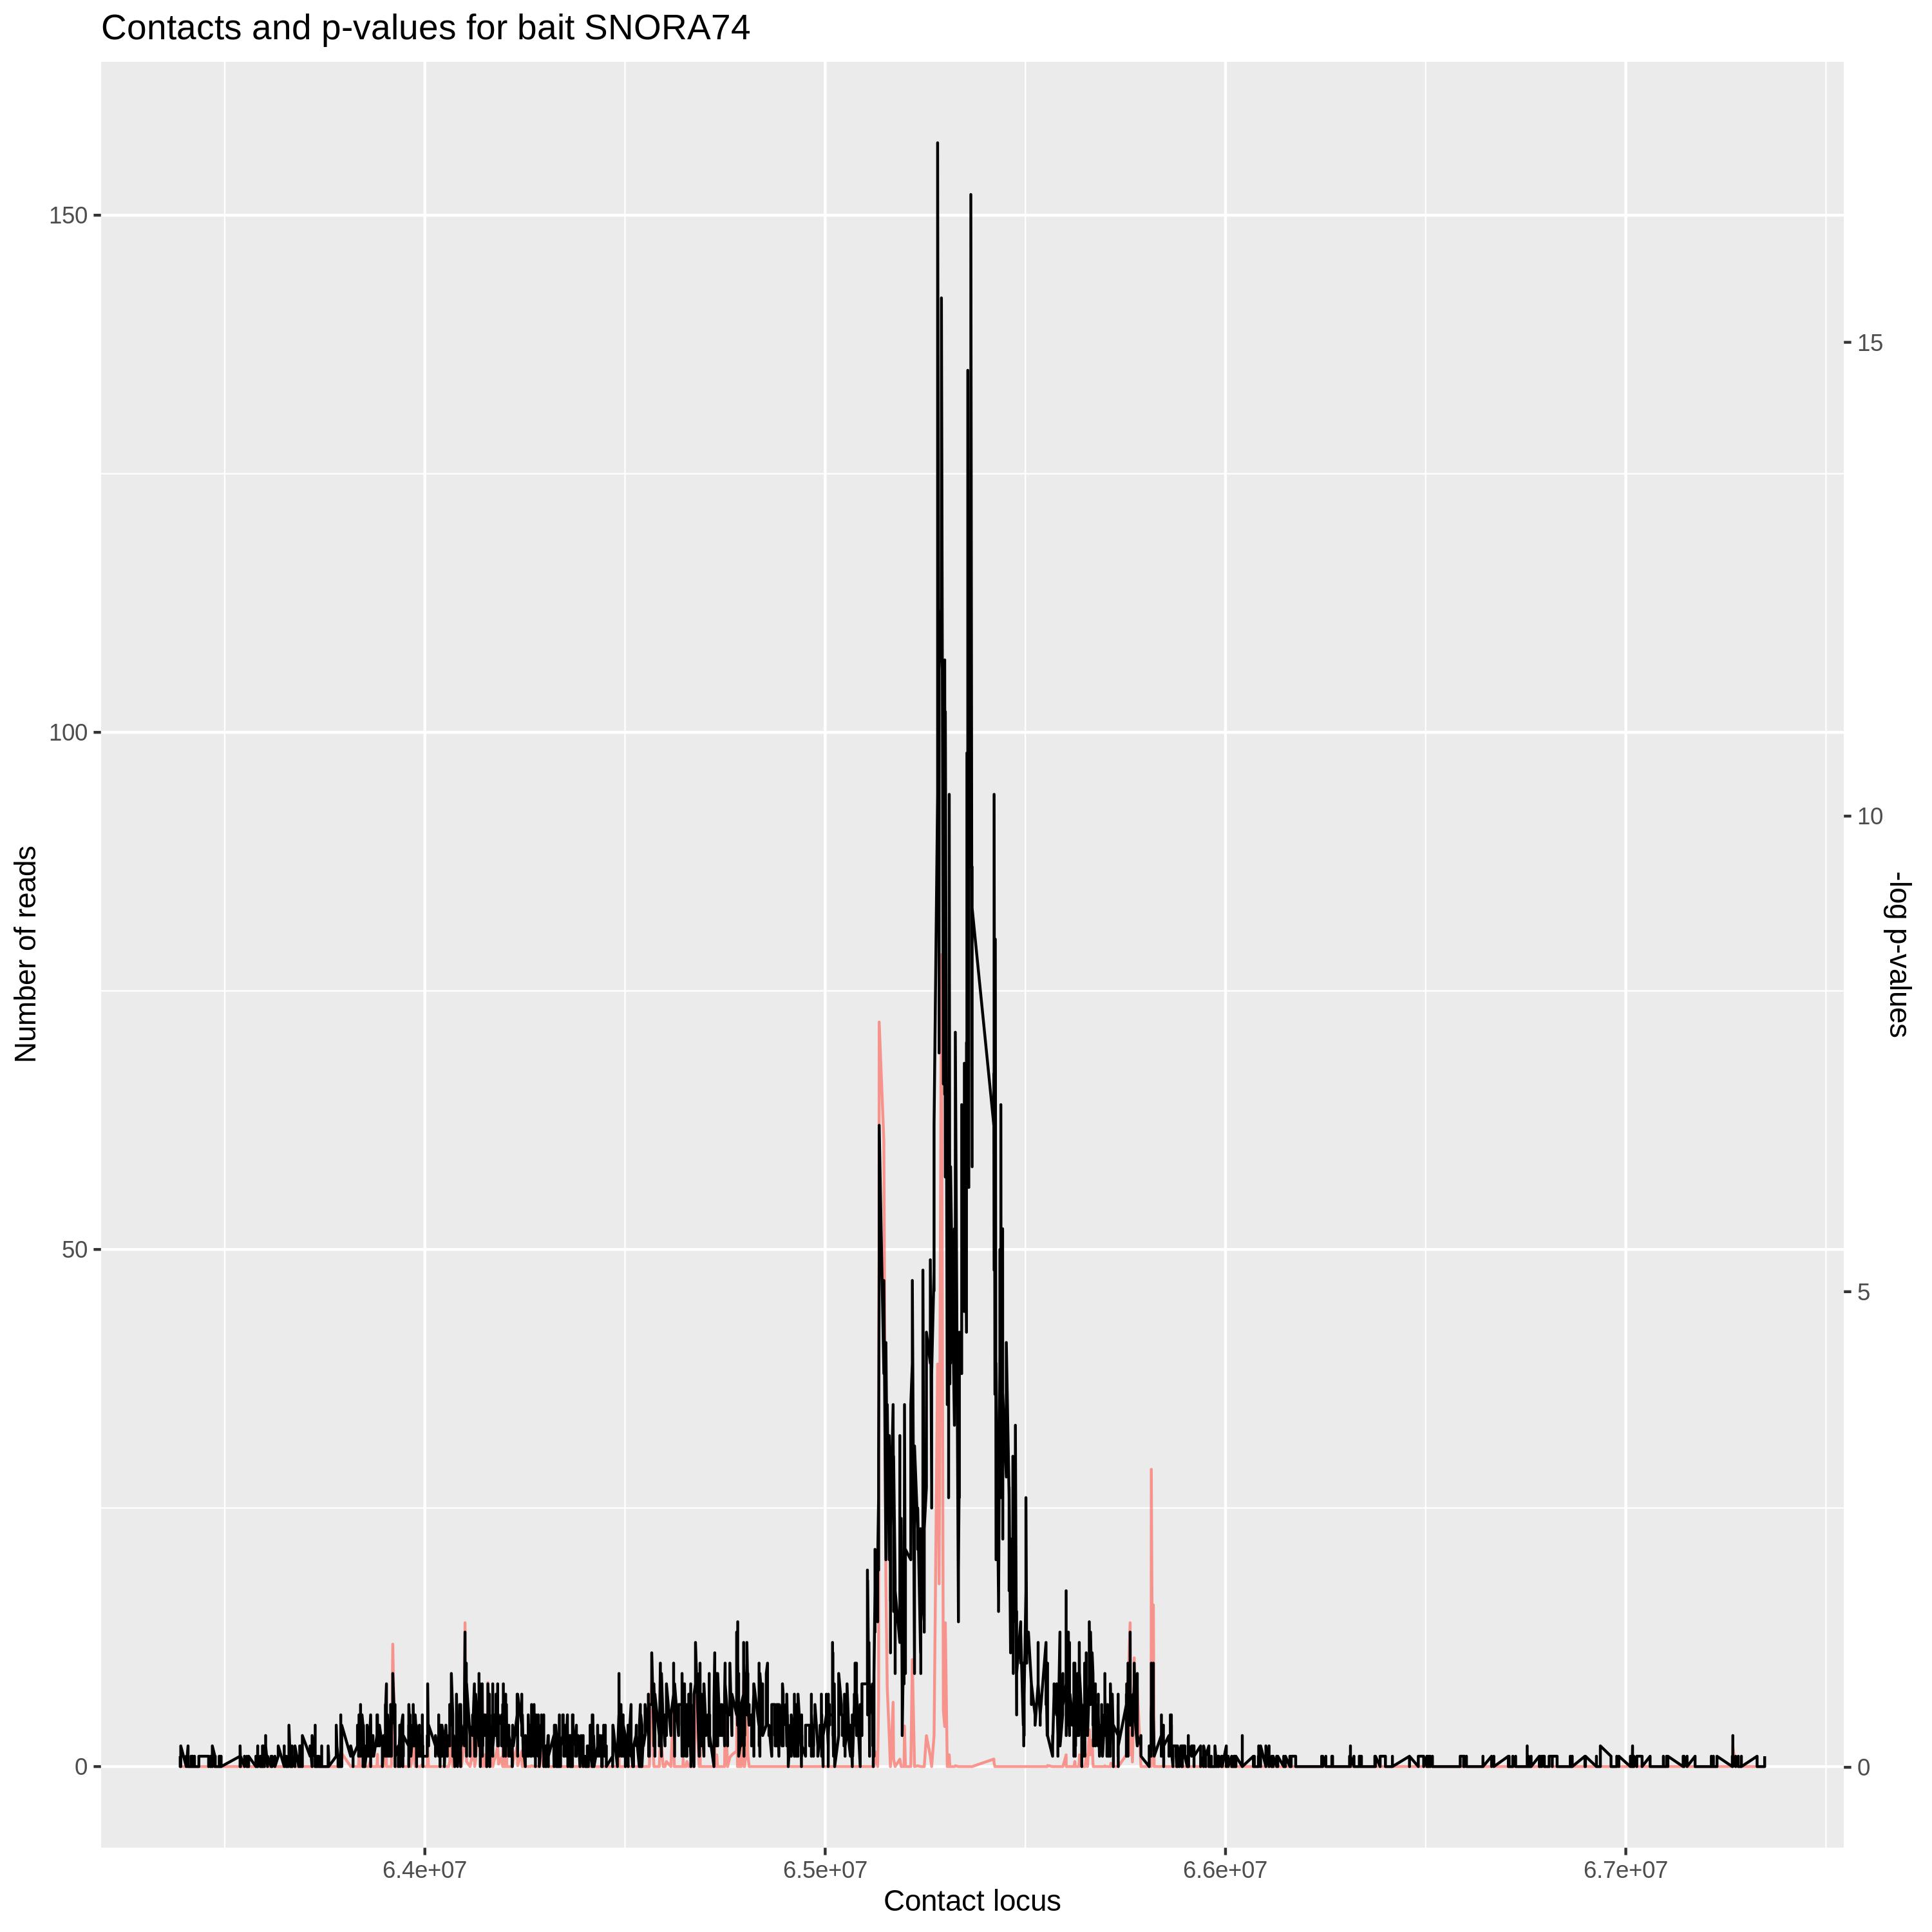 Contacts and p-values for bait SNORA74
150
100
50
0
Number of reads
15
10
5
0
-log p-values
6.4e+07
6.5e+07
6.6e+07
6.7e+07
Contact locus